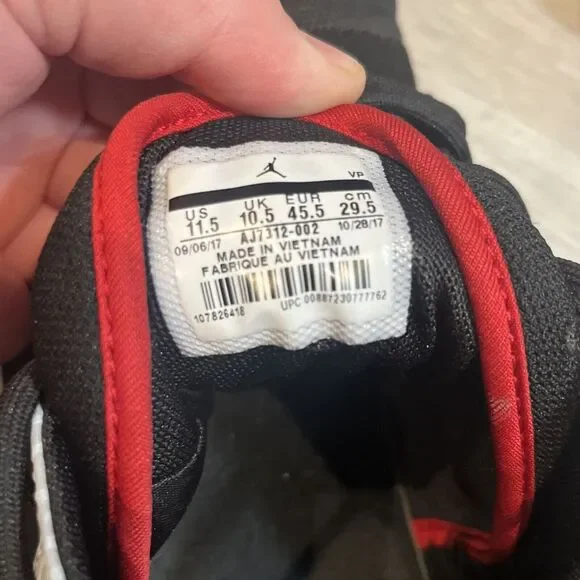 VP
US UK EUR cm
11.5 10.5 45.5 29.5
09/06/17 AJ7312-002 10/28/17
MADE IN VIETNAM
FABRIQUE AU VIETNAM
107826418 UPC 00887230777762